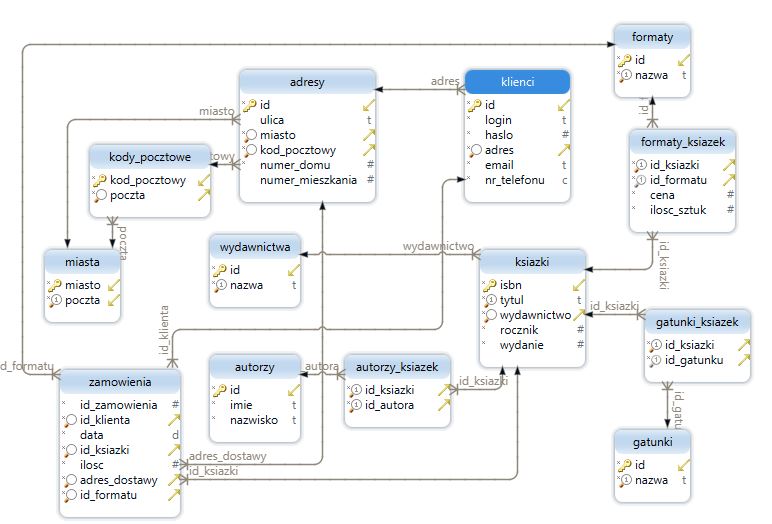 formaty
id
nazwa t
adresy
id
ulica t
miasto
kod_pocztowy
numer_domu #
numer_mieszkania #
adres
klienci
id
login t
haslo #
adres
email t
nr_telefonu c
miasto
formaty_ksiazek
id_ksiazki
id_formatu
cena #
ilosc_sztuk #
kody_pocztowe
kod_pocztowy
poczta
towy
poczta
miasta
miasto
poczta
wydawnictwa
id
nazwa t
wydawnictwo
ksiazki
isbn
tytul t
wydawnictwo
rocznik #
wydanie #
id_ksiazki
id_ksiazki
gatunki_ksiazek
id_ksiazki
id_gatunku
id_klienta
d_formatu
zamowienia
id_zamowienia #
id_klienta
data d
id_ksiazki
ilosc #
adres_dostawy
id_formatu
autorzy
id
imie t
nazwisko t
autora
autorzy_ksiazek
id_ksiazki
id_autora
id_ksiazki
id_gatu
gatunki
id
nazwa t
adres_dostawy
id_ksiazki